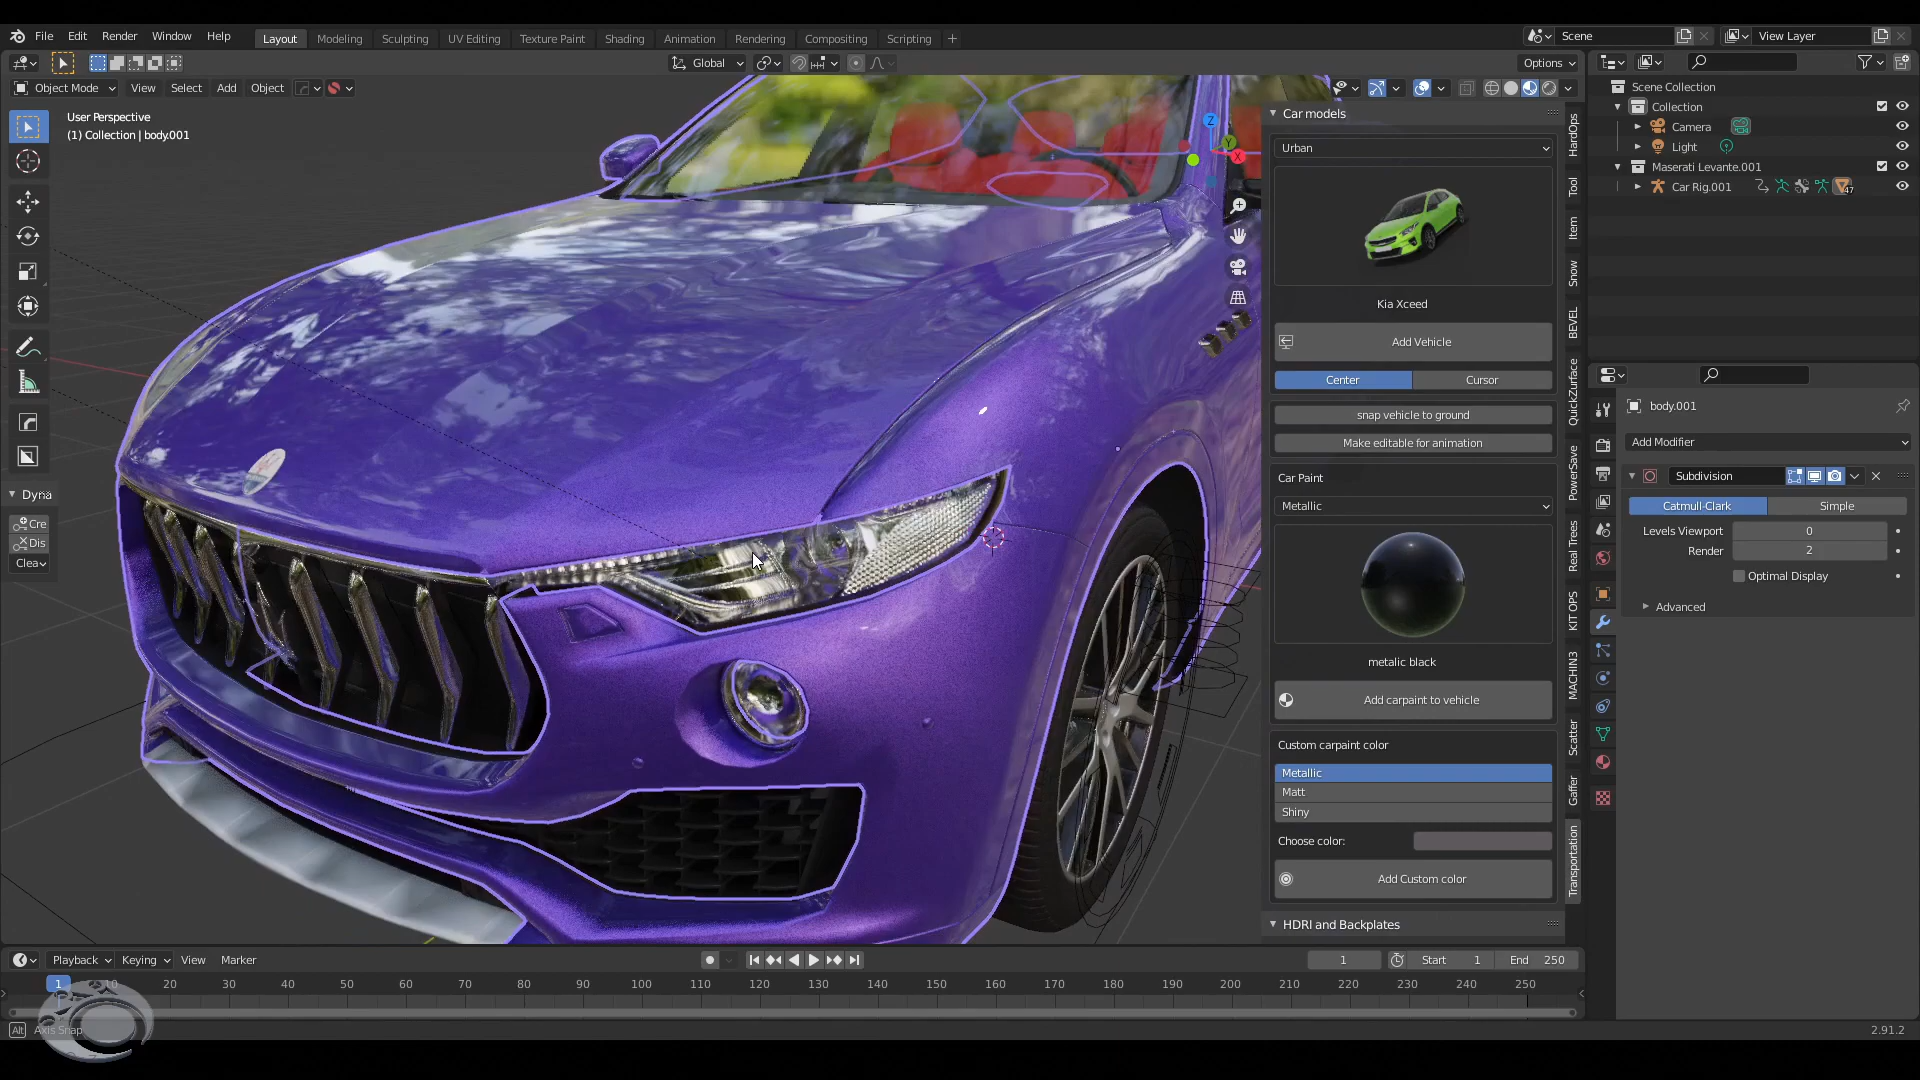 File Edit Render Window Help
Layout Modeling Sculpting UV Editing Texture Paint Shading Animation Rendering Compositing Scripting +
Scene
View Layer
Global
Options
Object Mode View Select Add Object
User Perspective
(1) Collection | body.001
Dyna
Cre
Dis
Clea
Z
Y
X
Car models
Urban
Kia Xceed
Add Vehicle
Center Cursor
snap vehicle to ground
Make editable for animation
Car Paint
Metallic
metalic black
Add carpaint to vehicle
Custom carpaint color
Metallic
Matt
Shiny
Choose color:
Add Custom color
HDRI and Backplates
HardOps
Tool
Item
Snow
BEVEL
QuickZurface
PowerSave
Real Trees
KIT OPS
MACHIN3
Scatter
Gaffer
Transportation
Scene Collection
Collection
Camera
Light
Maserati Levante.001
Car Rig.001
47
body.001
Add Modifier
Subdivision
Catmull-Clark Simple
Levels Viewport 0
Render 2
Optimal Display
Advanced
Playback Keying View Marker
1 Start 1 End 250
1 10 20 30 40 50 60 70 80 90 100 110 120 130 140 150 160 170 180 190 200 210 220 230 240 250
Alt Axis Snap
2.91.2